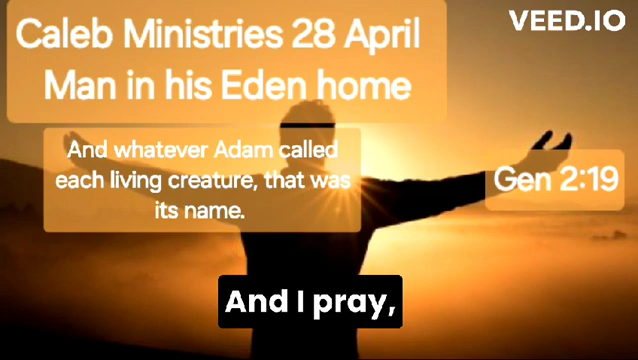 VEED.IO
Caleb Ministries 28 April
Man in his Eden home
And whatever Adam called
each living creature, that was
its name.
Gen 2:19
And I pray,